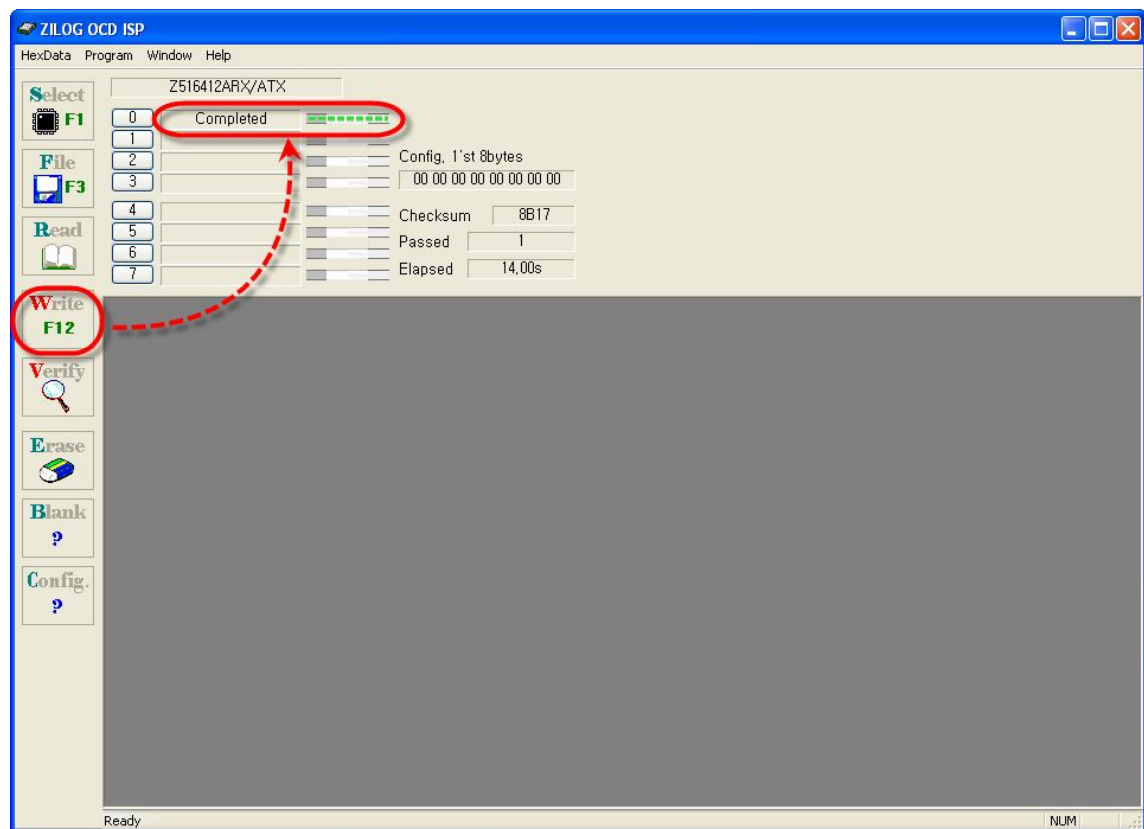 ZILOG OCD ISP
HexData Program Window Help
Select
F1
File
F3
Read
Write
F12
Verify
Erase
Blank
?
Config.
?
Z516412ARX/ATX
0 Completed
1
2
3
4
5
6
7
Config, 1'st 8bytes
00 00 00 00 00 00 00 00
Checksum 8B17
Passed 1
Elapsed 14,00s
Ready NUM